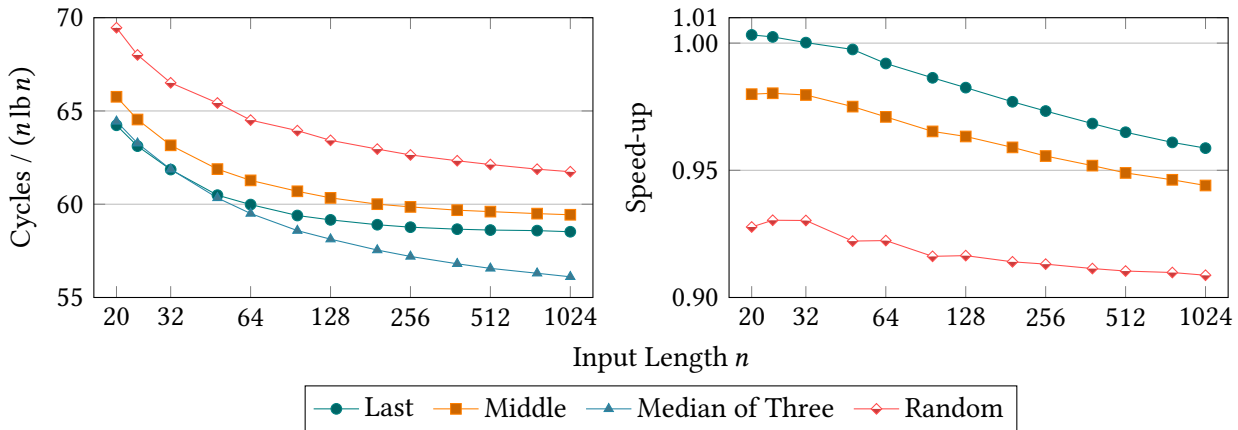 Cycles / (n lb n)
70
65
60
55
20 32 64 128 256 512 1024
Speed-up
1.01
1.00
0.95
0.90
20 32 64 128 256 512 1024
Input Length n
Last Middle Median of Three Random